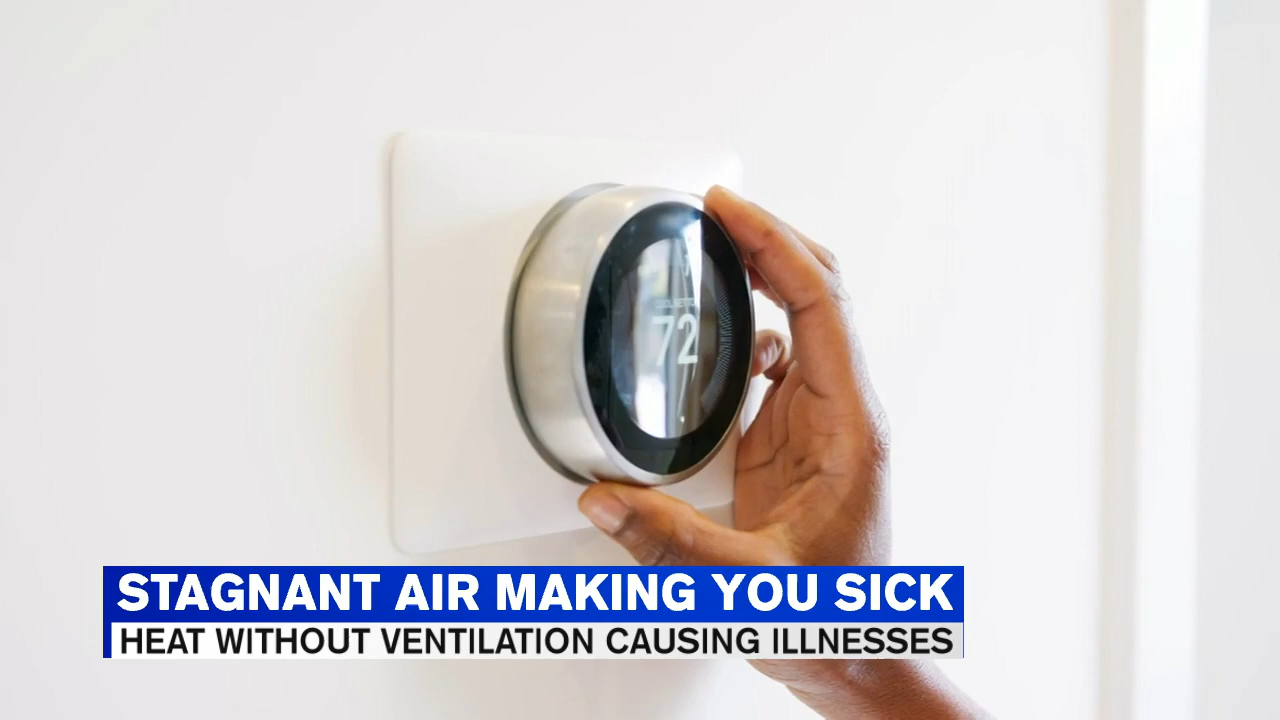 72
STAGNANT AIR MAKING YOU SICK
HEAT WITHOUT VENTILATION CAUSING ILLNESSES